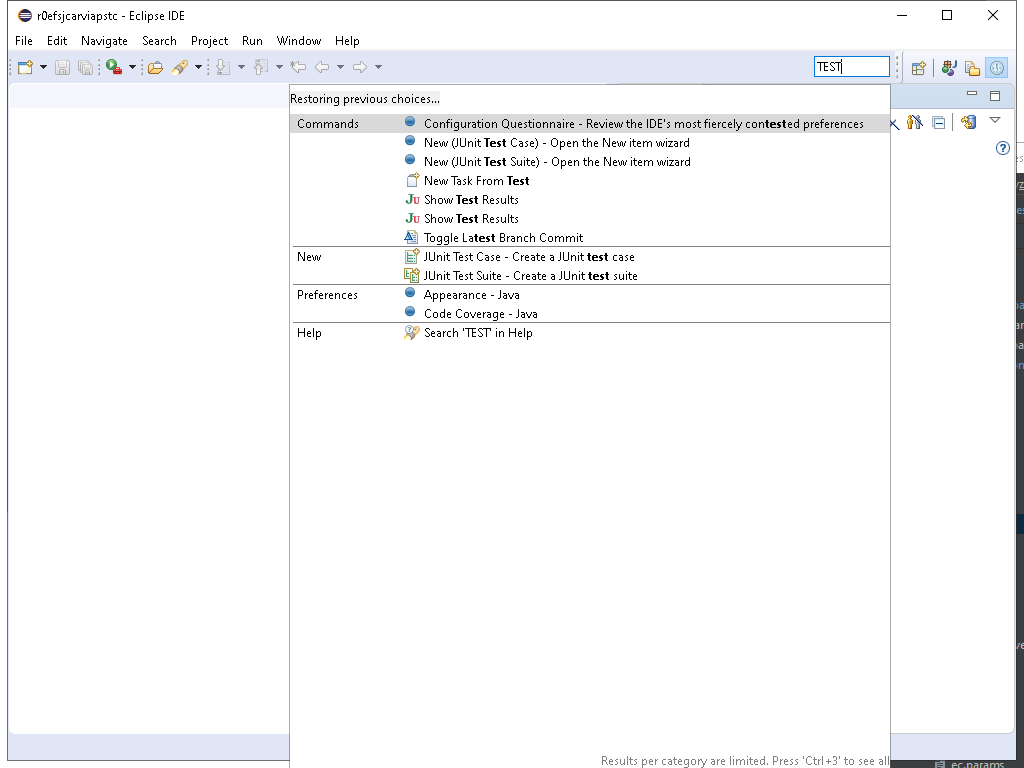 r0efsjcarviapstc - Eclipse IDE
File Edit Navigate Search Project Run Window Help
TEST
Restoring previous choices...
Commands Configuration Questionnaire - Review the IDE's most fiercely contested preferences
New (JUnit Test Case) - Open the New item wizard
New (JUnit Test Suite) - Open the New item wizard
New Task From Test
Ju Show Test Results
Ju Show Test Results
Toggle Latest Branch Commit
New JUnit Test Case - Create a JUnit test case
JUnit Test Suite - Create a JUnit test suite
Preferences Appearance - Java
Code Coverage - Java
Help Search 'TEST' in Help
Results per category are limited. Press 'Ctrl+3' to see all
ec.params